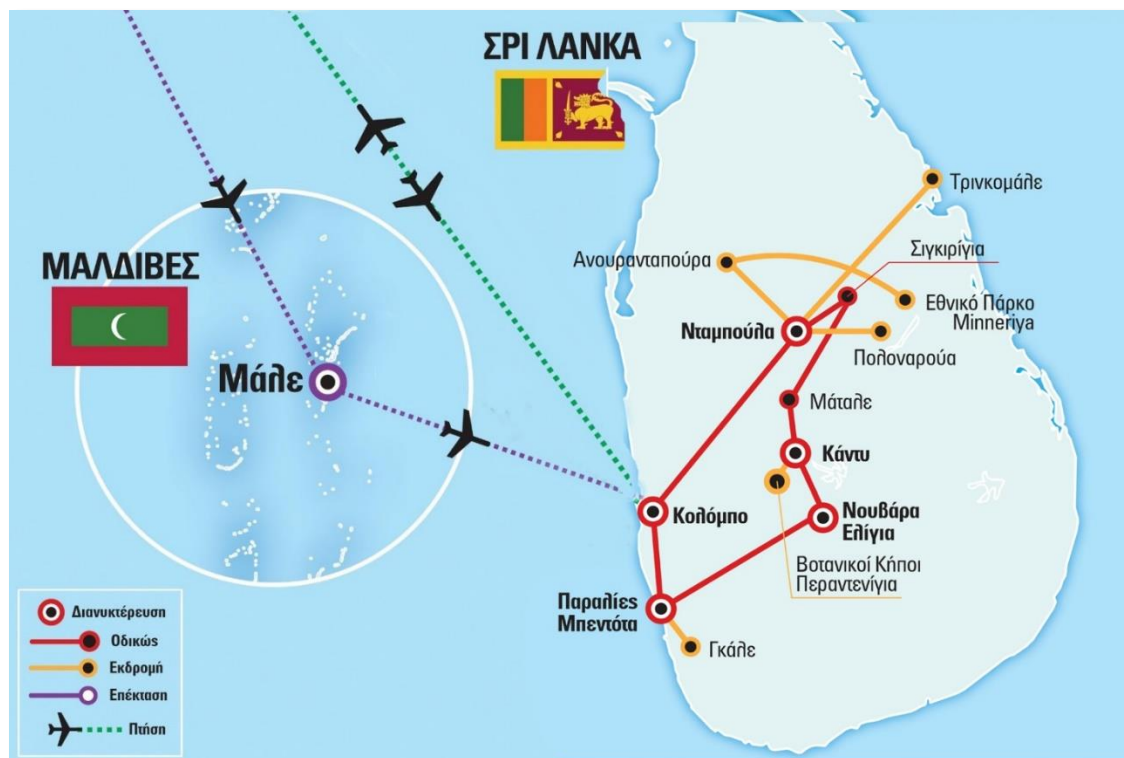 ΣΡΙ ΛΑΝΚΑ
ΜΑΛΔΙΒΕΣ
Μάλε
Τρινκομάλε
Σιγκιρίγια
Ανουρανταπούρα
Εθνικό Πάρκο
Minneriya
Νταμπούλα
Πολοναρούα
Μάταλε
Κάντυ
Κολόμπο
Νουβάρα
Ελίγια
Βοτανικοί Κήποι
Περαντενίγια
Παραλίες
Μπεντότα
Γκάλε
Διανυκτέρευση
Οδικώς
Εκδρομή
Επέκταση
Πτήση